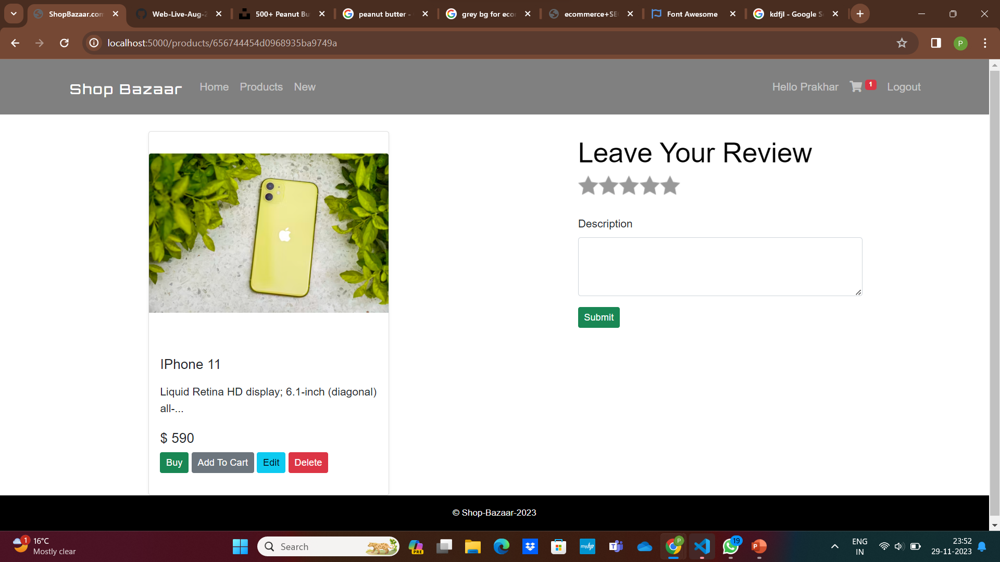 ShopBazaar.com
Web-Live-Aug-2
500+ Peanut Bu
peanut butter -
grey bg for eco
ecommerce+SE
Font Awesome
kdfjl - Google S
localhost:5000/products/656744454d0968935ba9749a
P
Shop Bazaar
Home
Products
New
Hello Prakhar
1
Logout
Leave Your Review
Description
Submit
IPhone 11
Liquid Retina HD display; 6.1-inch (diagonal)
all-...
$ 590
Buy
Add To Cart
Edit
Delete
© Shop-Bazaar-2023
1
16°C
Mostly clear
Search
PRE
myhp
T
P
19
P
ENG
IN
23:52
29-11-2023